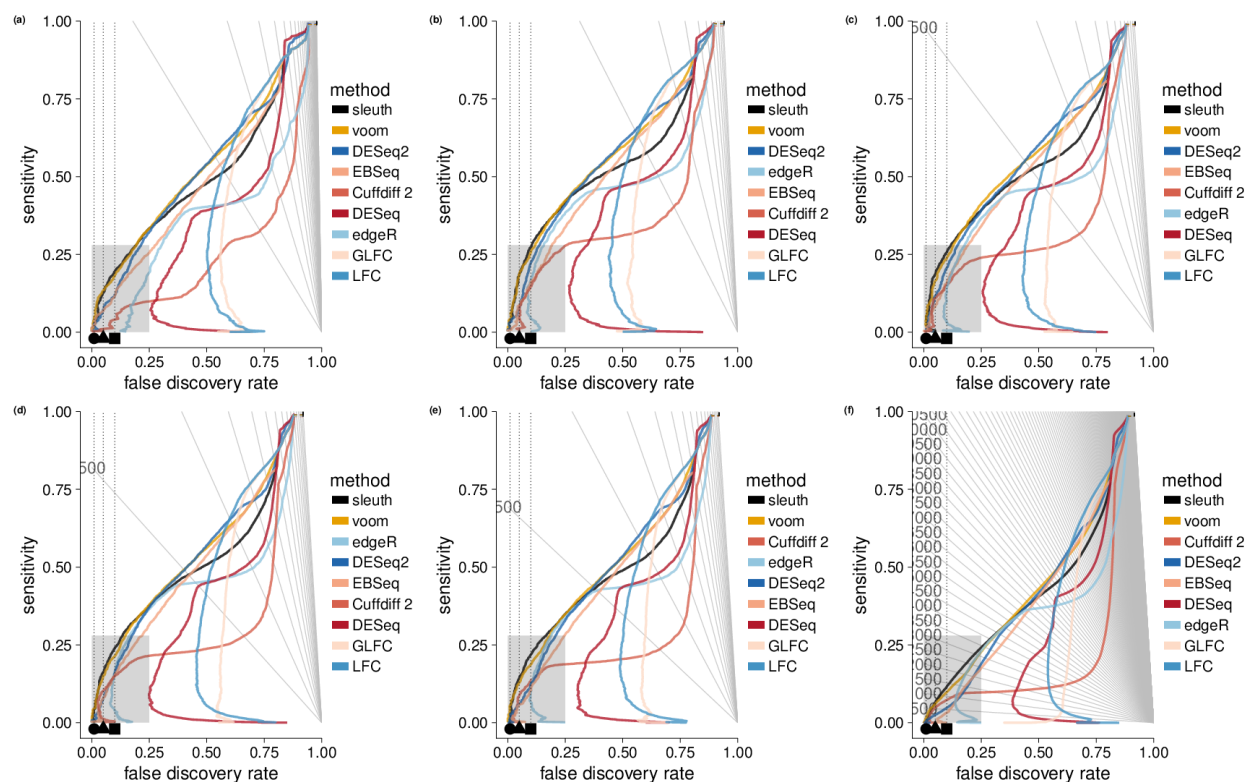 (a)
1.00
0.75
0.50
0.25
0.00
sensitivity
0.00 0.25 0.50 0.75 1.00
false discovery rate
method
sleuth
voom
DESeq2
EBSeq
Cuffdiff 2
DESeq
edgeR
GLFC
LFC
(b)
1.00
0.75
0.50
0.25
0.00
sensitivity
0.00 0.25 0.50 0.75 1.00
false discovery rate
method
sleuth
voom
DESeq2
edgeR
EBSeq
Cuffdiff 2
DESeq
GLFC
LFC
(c)
1.00
0.75
0.50
0.25
0.00
sensitivity
500
0.00 0.25 0.50 0.75 1.00
false discovery rate
method
sleuth
voom
DESeq2
EBSeq
Cuffdiff 2
edgeR
DESeq
GLFC
LFC
(d)
1.00
0.75
0.50
0.25
0.00
sensitivity
500
0.00 0.25 0.50 0.75 1.00
false discovery rate
method
sleuth
voom
edgeR
DESeq2
EBSeq
Cuffdiff 2
DESeq
GLFC
LFC
(e)
1.00
0.75
0.50
0.25
0.00
sensitivity
500
0.00 0.25 0.50 0.75 1.00
false discovery rate
method
sleuth
voom
Cuffdiff 2
edgeR
DESeq2
EBSeq
DESeq
GLFC
LFC
(f)
1.00
0.75
0.50
0.25
0.00
sensitivity
0.00 0.25 0.50 0.75 1.00
false discovery rate
method
sleuth
voom
Cuffdiff 2
DESeq2
EBSeq
DESeq
edgeR
GLFC
LFC